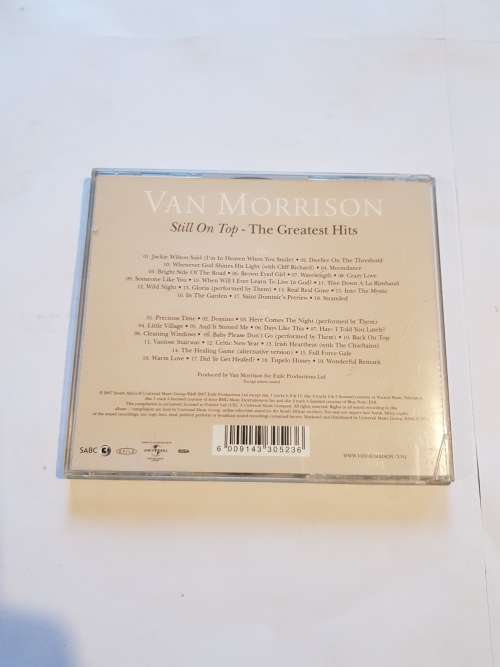 VAN MORRISON
Still On Top - The Greatest Hits
01. Jackie Wilson Said (I'm In Heaven When You Smile) • 02. Dweller On The Threshold
03. Whenever God Shines His Light (with Cliff Richard) • 04. Moondance
05. Bright Side Of The Road • 06. Brown Eyed Girl • 07. Wavelength • 08. Crazy Love
09. Someone Like You • 10. When Will I Ever Learn To Live In God • 11. Tore Down A La Rimbaud
12. Wild Night • 13. Gloria (performed by Them) • 14. Real Real Gone • 15. Into The Mystic
16. In The Garden • 17. Saint Dominic's Preview • 18. Stranded
01. Precious Time • 02. Domino • 03. Here Comes The Night (performed by Them)
04. Little Village • 05. And It Stoned Me • 06. Days Like This • 07. Have I Told You Lately?
08. Cleaning Windows • 09. Baby Please Don't Go (performed by Them) • 10. Back On Top
11. Vanlose Stairway • 12. Celtic New Year • 13. Irish Heartbeat (with The Chieftains)
14. The Healing Game (alternative version) • 15. Full Force Gale
16. Warm Love • 17. Did Ye Get Healed? • 18. Tupelo Honey • 19. Wonderful Remark
Produced by Van Morrison for Exile Productions Ltd
SABC 3
EXILE
UNIVERSAL
6 009143 305236
WWW.VANMORRISON.COM